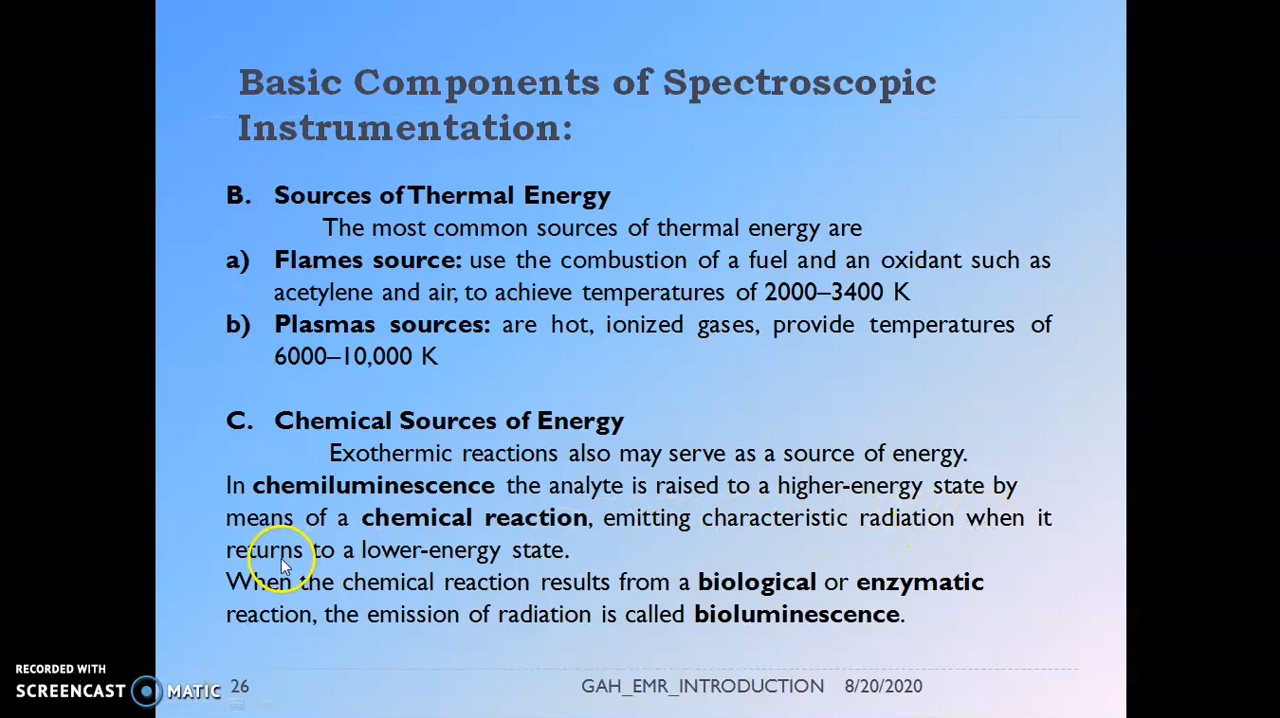 Basic Components of Spectroscopic
Instrumentation:
B. Sources of Thermal Energy
The most common sources of thermal energy are
a) Flames source: use the combustion of a fuel and an oxidant such as
acetylene and air, to achieve temperatures of 2000–3400 K
b) Plasmas sources: are hot, ionized gases, provide temperatures of
6000–10,000 K
C. Chemical Sources of Energy
Exothermic reactions also may serve as a source of energy.
In chemiluminescence the analyte is raised to a higher-energy state by
means of a chemical reaction, emitting characteristic radiation when it
returns to a lower-energy state.
When the chemical reaction results from a biological or enzymatic
reaction, the emission of radiation is called bioluminescence.
RECORDED WITH
SCREENCAST MATIC
26 GAH_EMR_INTRODUCTION 8/20/2020